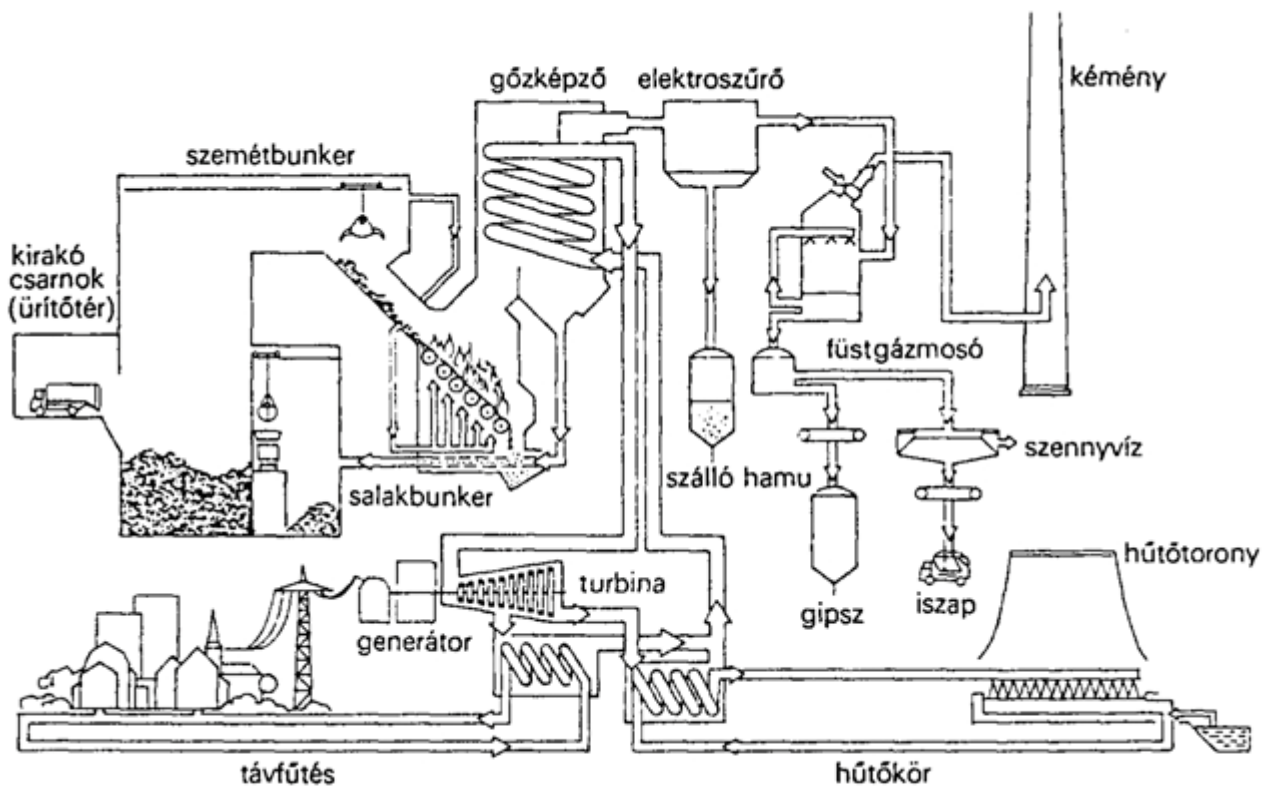 gőzképző
elektroszűrő
kémény
szemétbunker
kirakó
csarnok
(ürítőtér)
füstgázmosó
szennyvíz
szálló hamu
salakbunker
hűtőtorony
turbina
gipsz
iszap
generátor
távfűtés
hűtőkör